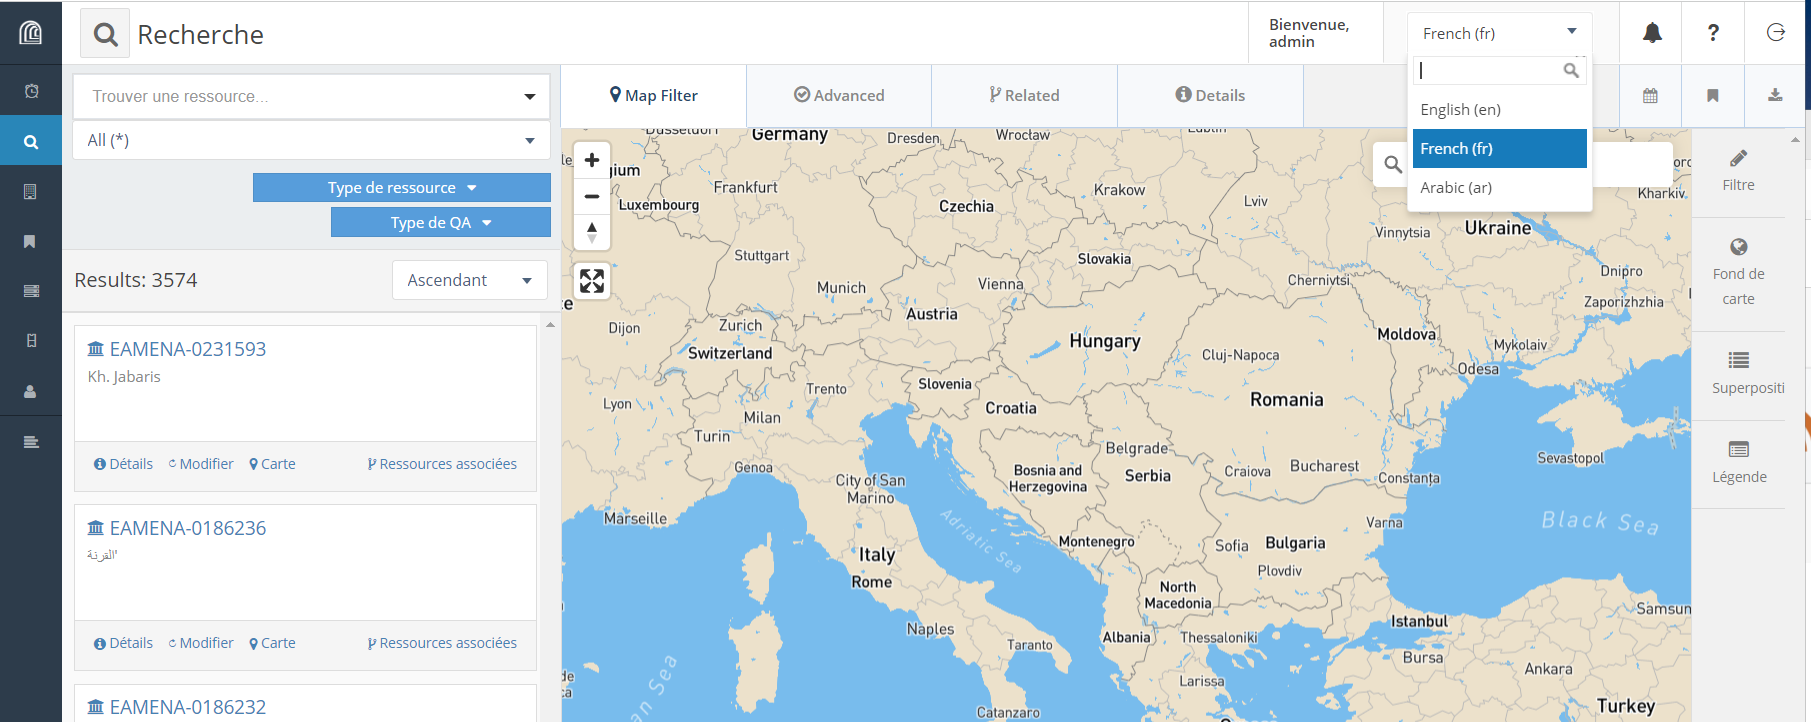 Recherche
Bienvenue,
admin
French (fr)
?
English (en)
French (fr)
Arabic (ar)
Trouver une ressource...
All (*)
Type de ressource
Type de QA
Results: 3574
Ascendant
EAMENA-0231593
Kh. Jabaris
Détails
Modifier
Carte
Ressources associées
EAMENA-0186236
القرنة'
Détails
Modifier
Carte
Ressources associées
EAMENA-0186232
Map Filter
Advanced
Related
Details
Filtre
Fond de
carte
Superpositi
Légende
Dusseldorf
Germany
Dresden
Wrocław
Lublin
gium
Frankfurt
Luxembourg
Czechia
Krakow
Lviv
Kharkiv
Vinnytsia
Ukraine
Stuttgart
Slovakia
Munich
Vienna
Chernivtsi
Dnipro
Zaporizhzhia
Dijon
Zurich
Austria
Switzerland
Hungary
Moldova
Cluj-Napoca
Mykolaiv
Odesa
Lyon
Trento
Slovenia
Milan
Croatia
Romania
Turin
Genoa
Belgrade
City of San
Marino
Bosnia and
Herzegovina
Serbia
Craiova
Bucharest
Constanța
Sevastopol
Marseille
Adriatic Sea
Varna
Black Sea
Montenegro
Sofia
Bulgaria
Italy
Rome
Plovdiv
North
Macedonia
Naples
Taranto
Albania
Thessaloniki
Istanbul
Samsun
Bursa
Ankara
Larissa
Catanzaro
Turkey
an Sea